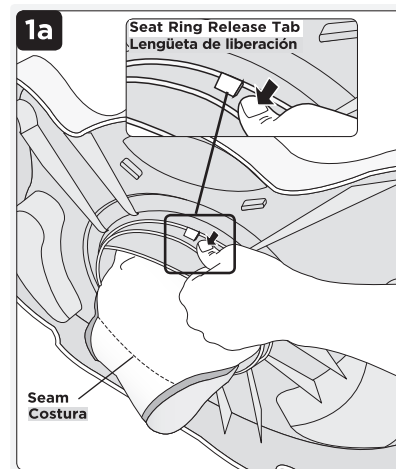 1a
Seat Ring Release Tab
Lengüeta de liberación
Seam
Costura